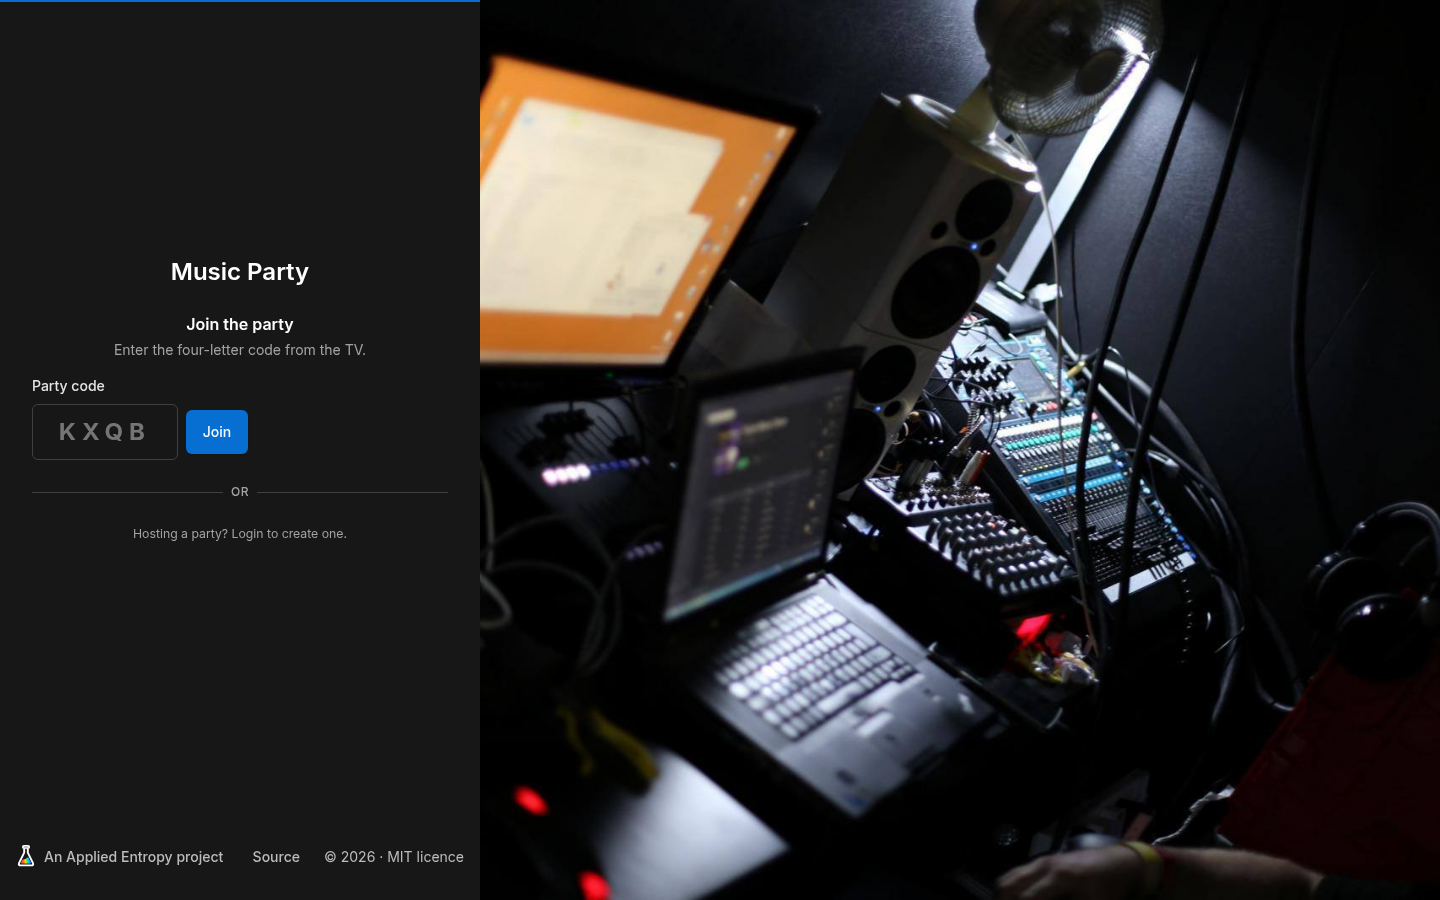 Music Party
Join the party
Enter the four-letter code from the TV.
Party code
KXQB
Join
OR
Hosting a party? Login to create one.
An Applied Entropy project
Source
© 2026 · MIT licence